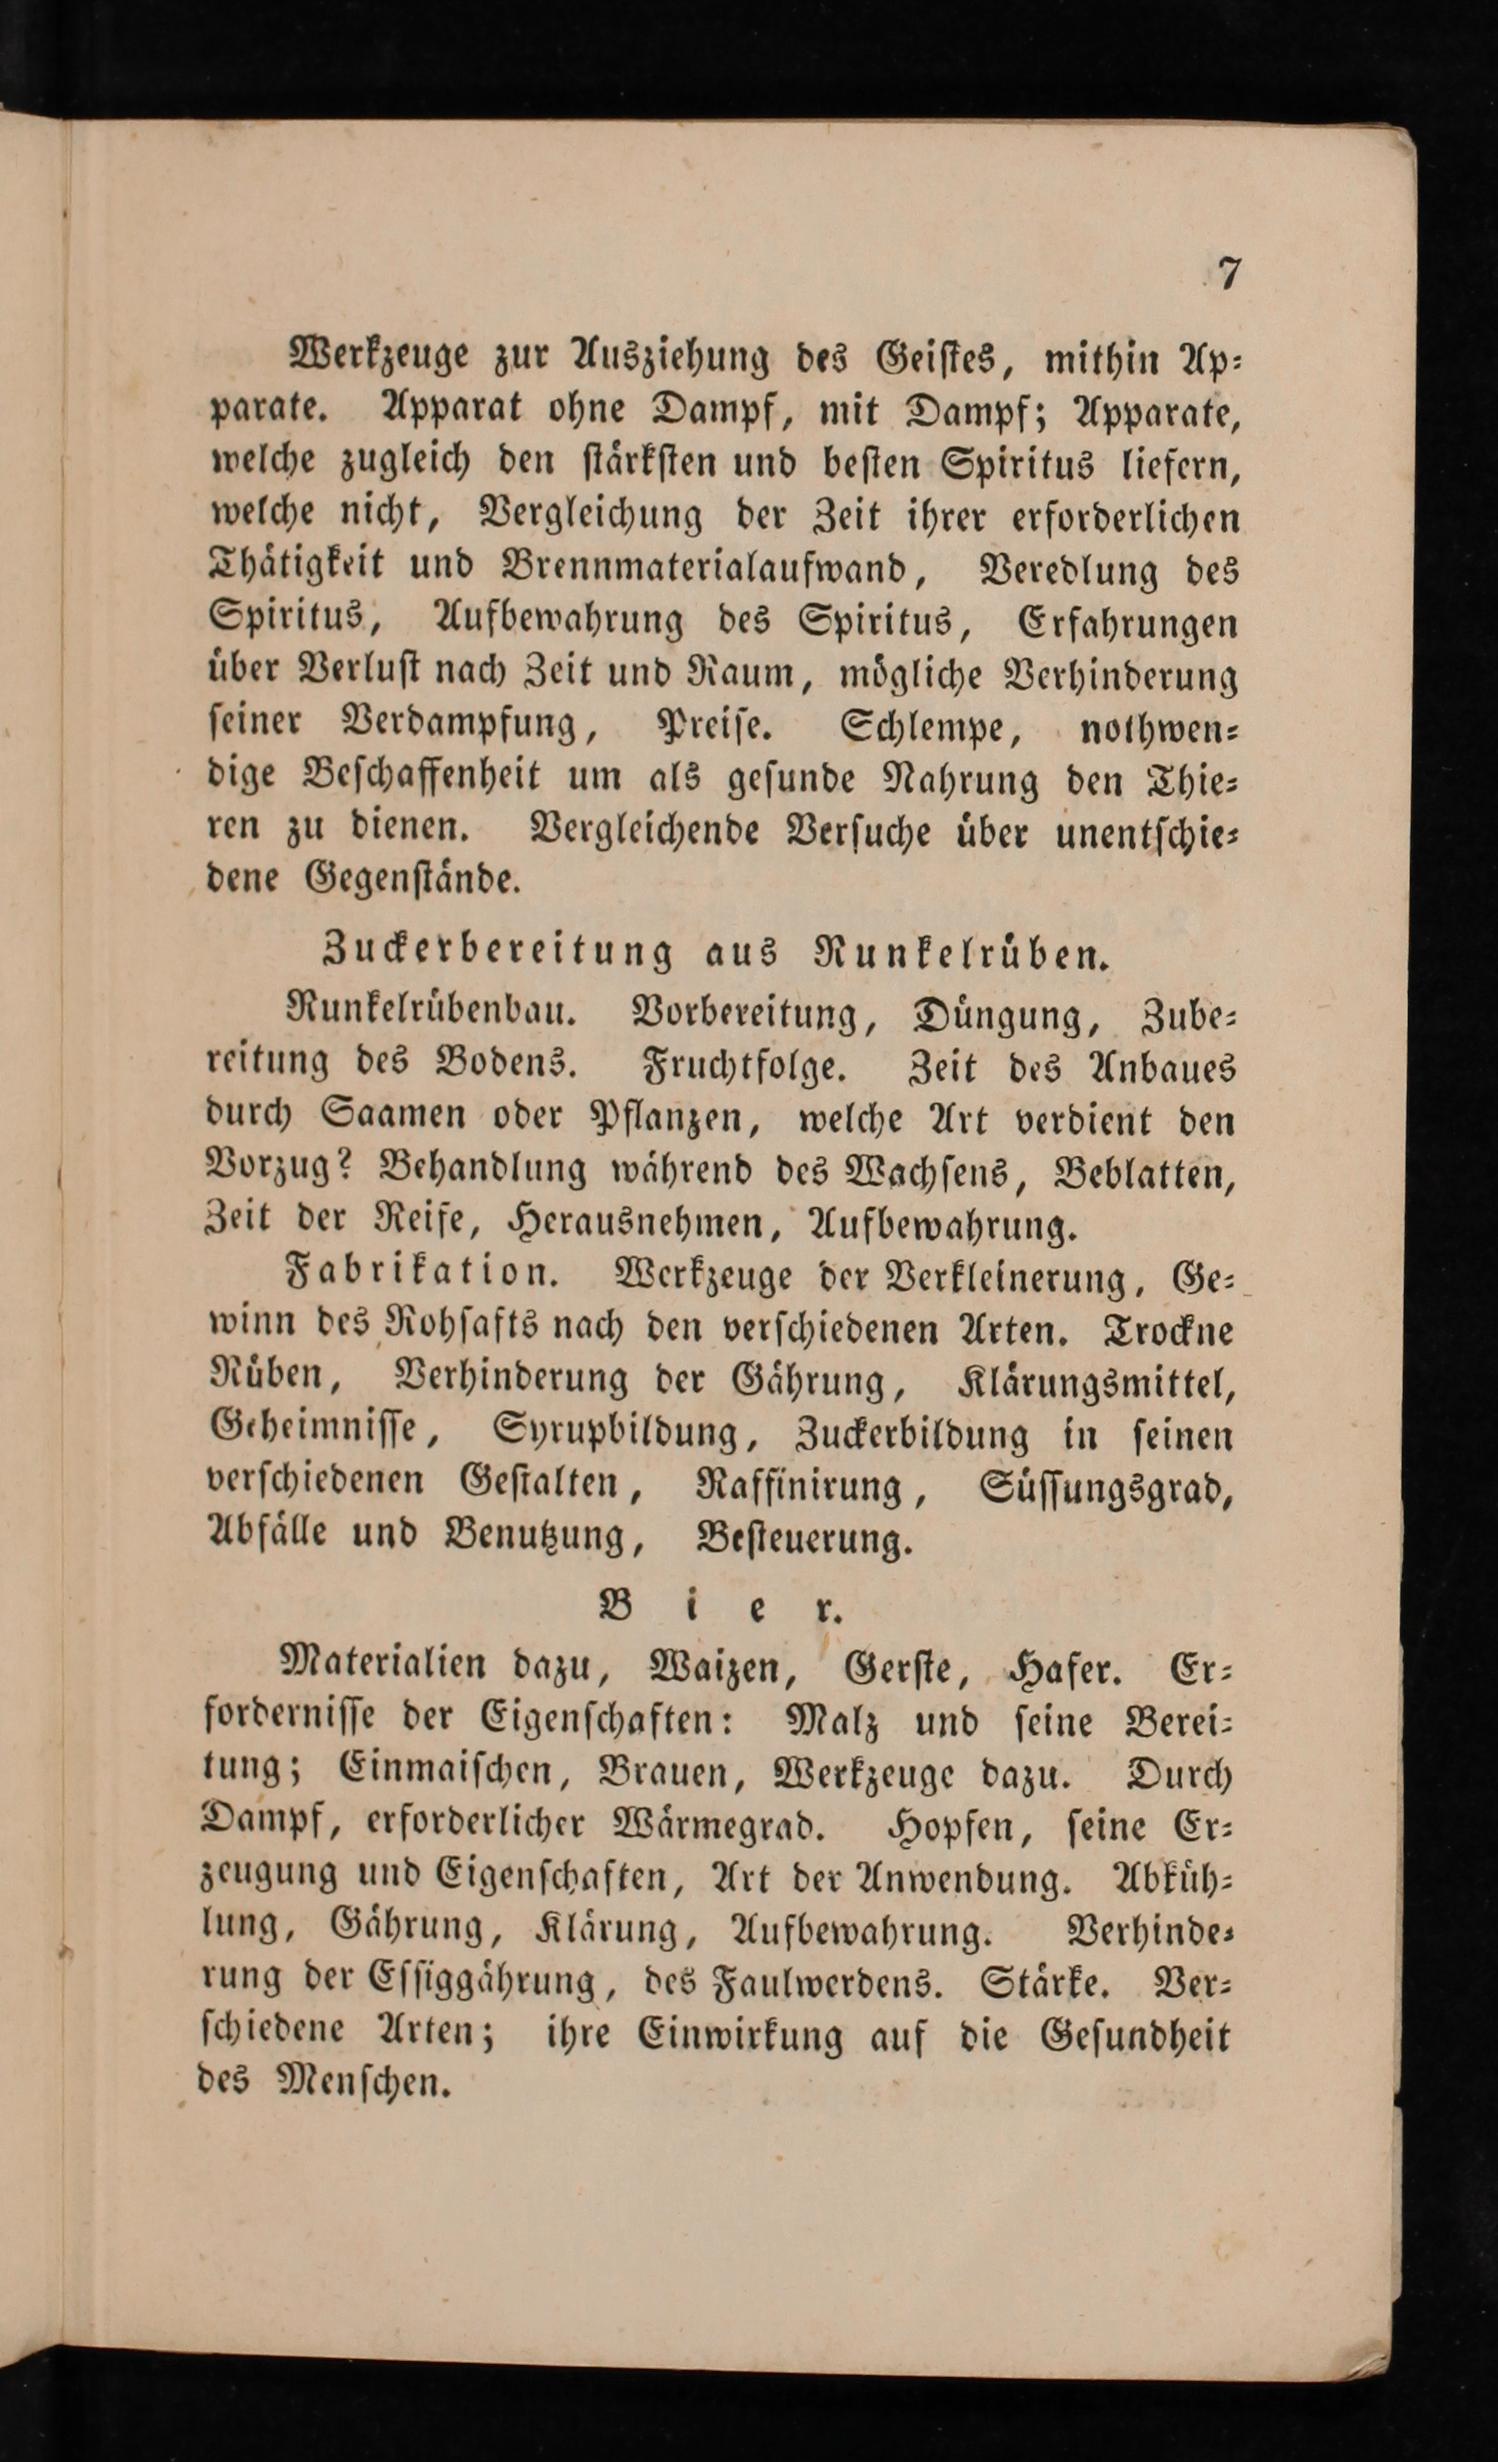 7
Werkzeuge zur Ausziehung des Geistes, mithin Ap-
parate. Apparat ohne Dampf, mit Dampf; Apparate,
welche zugleich den stärksten und besten Spiritus liefern,
welche nicht, Vergleichung der Zeit ihrer erforderlichen
Thätigkeit und Brennmaterialaufwand, Veredlung des
Spiritus, Aufbewahrung des Spiritus, Erfahrungen
über Verlust nach Zeit und Raum, mögliche Verhinderung
seiner Verdampfung, Preise. Schlempe, nothwen-
dige Beschaffenheit um als gesunde Nahrung den Thie-
ren zu dienen. Vergleichende Versuche über unentschie-
dene Gegenstände.
Zuckerbereitung aus Runkelrüben.
Runkelrübenbau. Vorbereitung, Düngung, Zube-
reitung des Bodens. Fruchtfolge. Zeit des Anbaues
durch Saamen oder Pflanzen, welche Art verdient den
Vorzug? Behandlung während des Wachsens, Beblatten,
Zeit der Reife, Herausnehmen, Aufbewahrung.
Fabrikation. Werkzeuge der Verkleinerung, Ge-
winn des Rohsafts nach den verschiedenen Arten. Trockne
Rüben, Verhinderung der Gährung, Klärungsmittel,
Geheimnisse, Syrupbildung, Zuckerbildung in seinen
verschiedenen Gestalten, Raffinirung, Süssungsgrad,
Abfälle und Benutzung, Besteuerung.
Bier.
Materialien dazu, Waizen, Gerste, Hafer. Er-
fordernisse der Eigenschaften: Malz und seine Berei-
tung; Einmaischen, Brauen, Werkzeuge dazu. Durch
Dampf, erforderlicher Wärmegrad. Hopfen, seine Er-
zeugung und Eigenschaften, Art der Anwendung. Abküh-
lung, Gährung, Klärung, Aufbewahrung. Verhinde-
rung der Essiggährung, des Faulwerdens. Stärke. Ver-
schiedene Arten; ihre Einwirkung auf die Gesundheit
des Menschen.